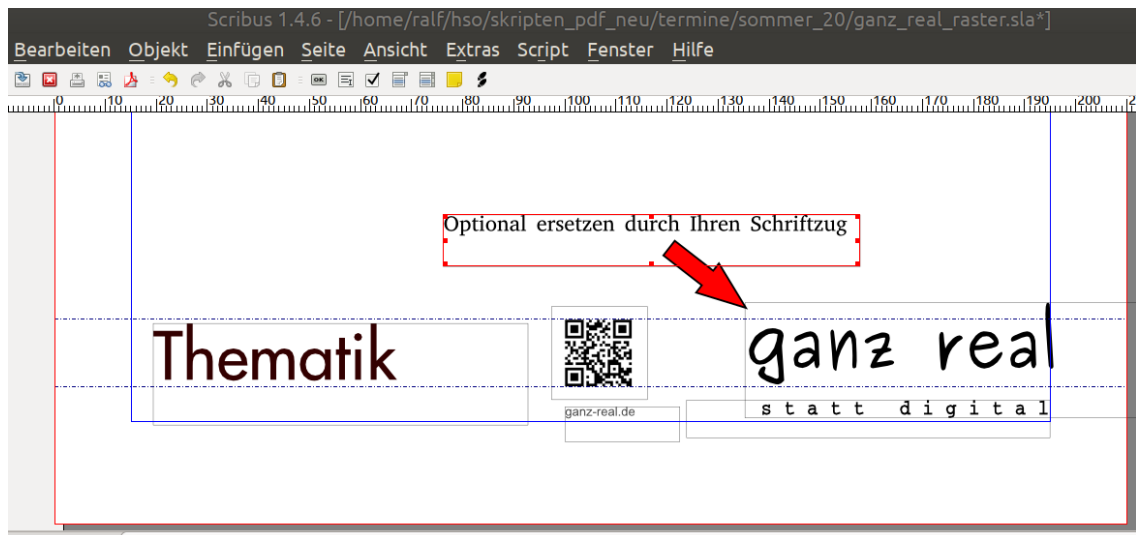 Scribus 1.4.6 - [/home/ralf/hso/skripten_pdf_neu/termine/sommer_20/ganz_real_raster.sla*]
Bearbeiten Objekt Einfügen Seite Ansicht Extras Script Fenster Hilfe
0 10 20 30 40 50 60 70 80 90 100 110 120 130 140 150 160 170 180 190 200 2
Optional ersetzen durch Ihren Schriftzug
Thematik
ganz real
ganz-real.de
statt digital